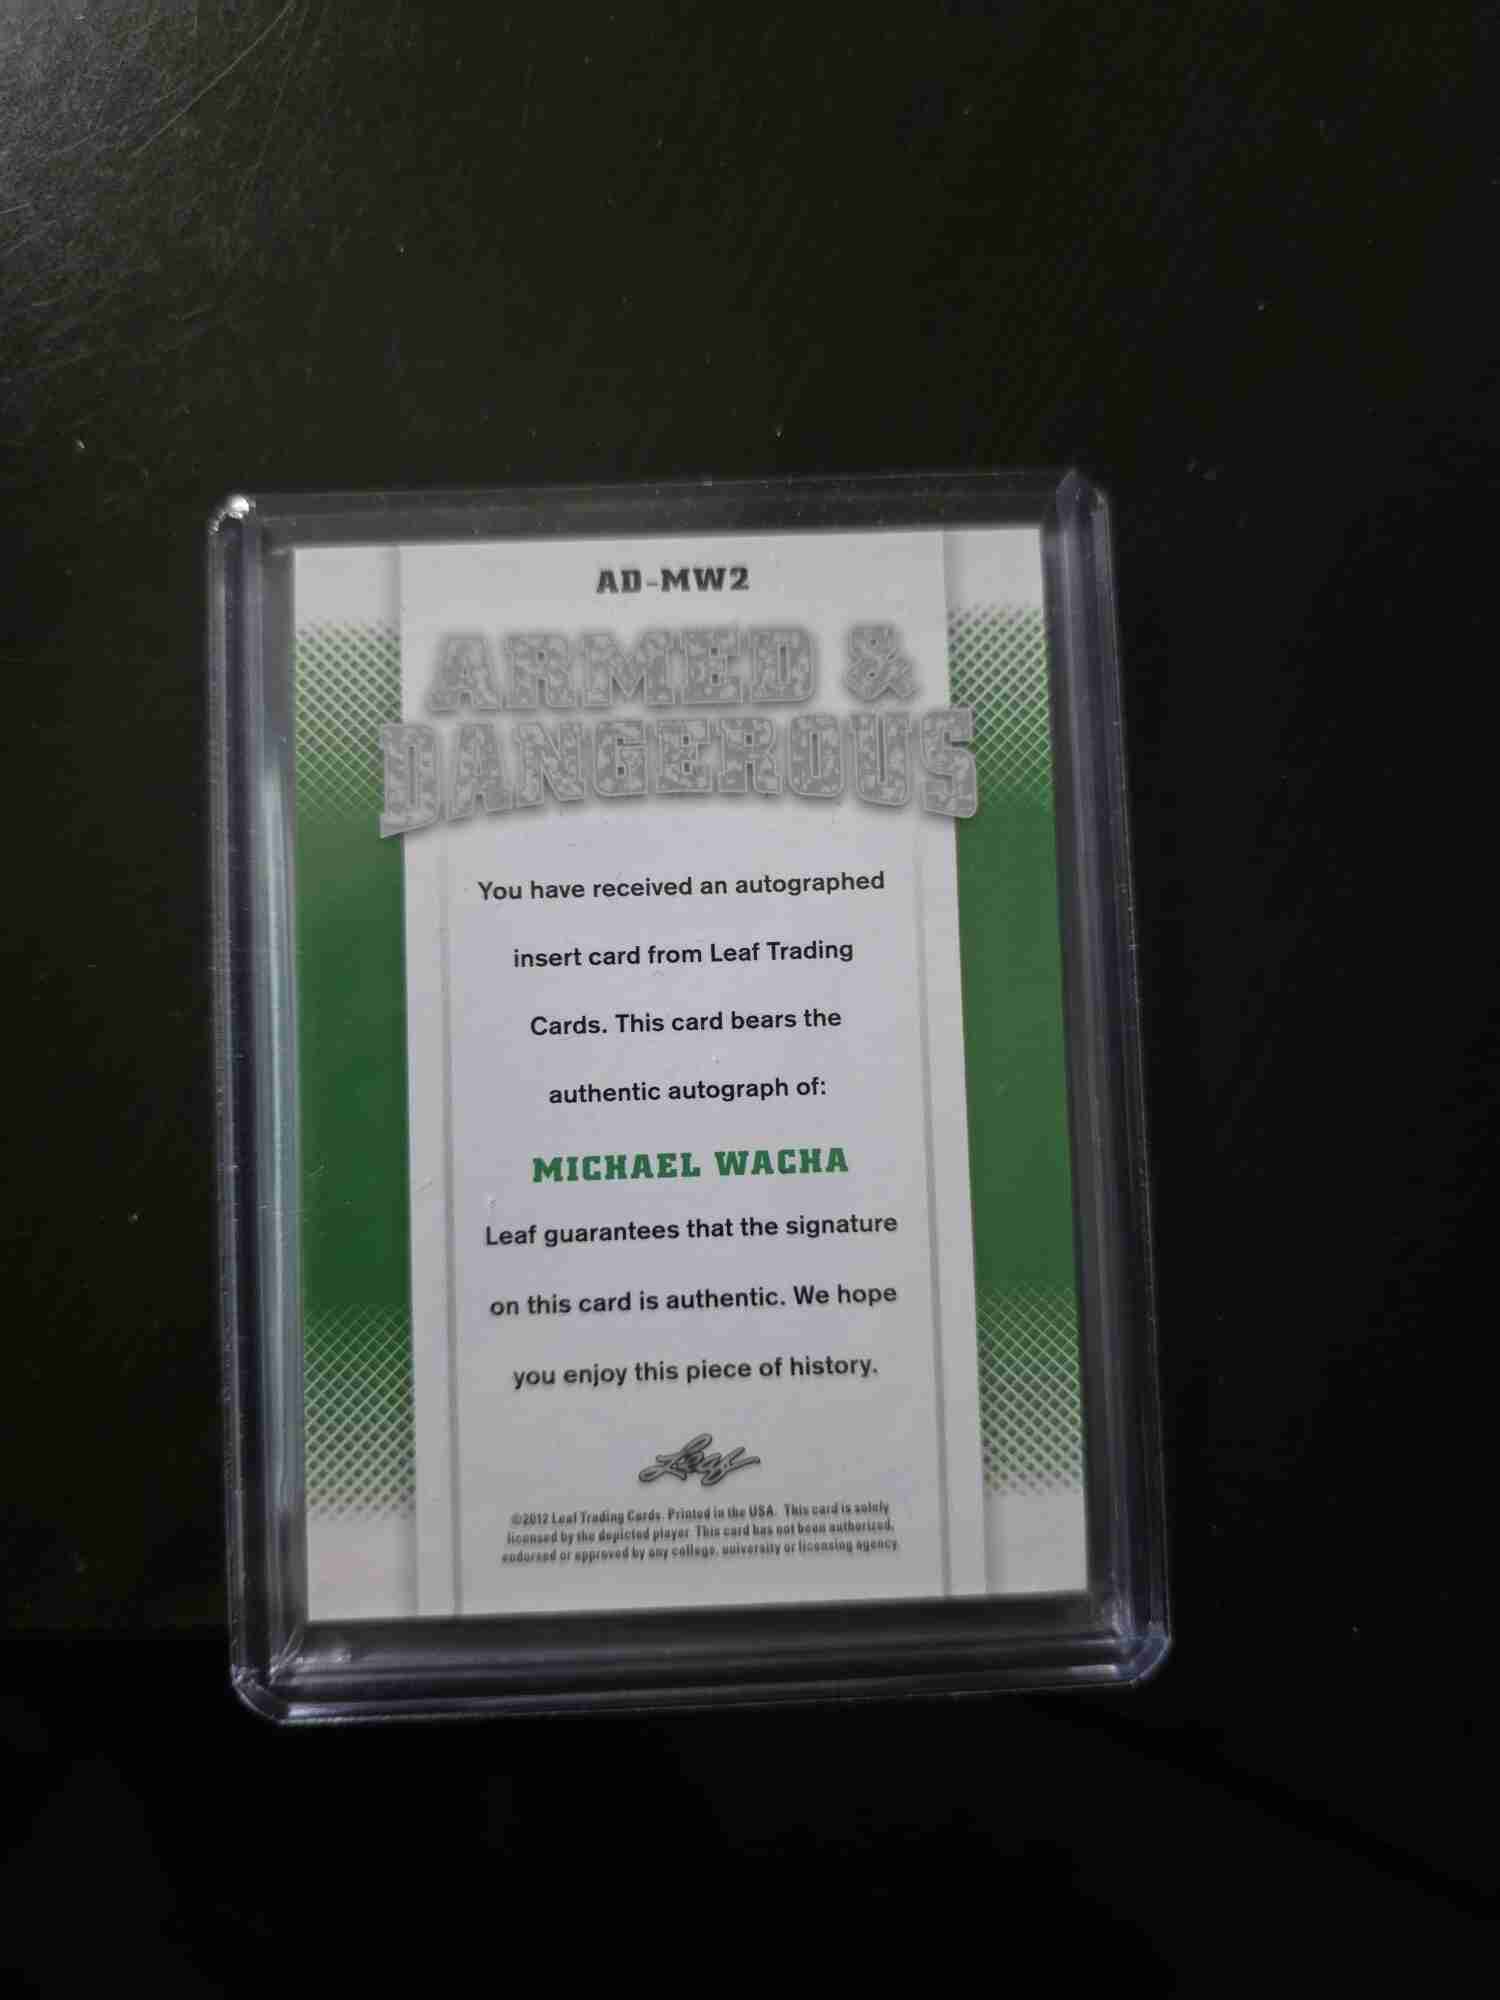 AD-MW2
ARMED &
DANGEROUS
You have received an autographed
insert card from Leaf Trading
Cards. This card bears the
authentic autograph of:
MICHAEL WACHA
Leaf guarantees that the signature
on this card is authentic. We hope
you enjoy this piece of history.
Leaf
©2012 Leaf Trading Cards. Printed in the USA. This card is solely
licensed by the depicted player. This card has not been authorized,
endorsed or approved by any college, university or licensing agency.